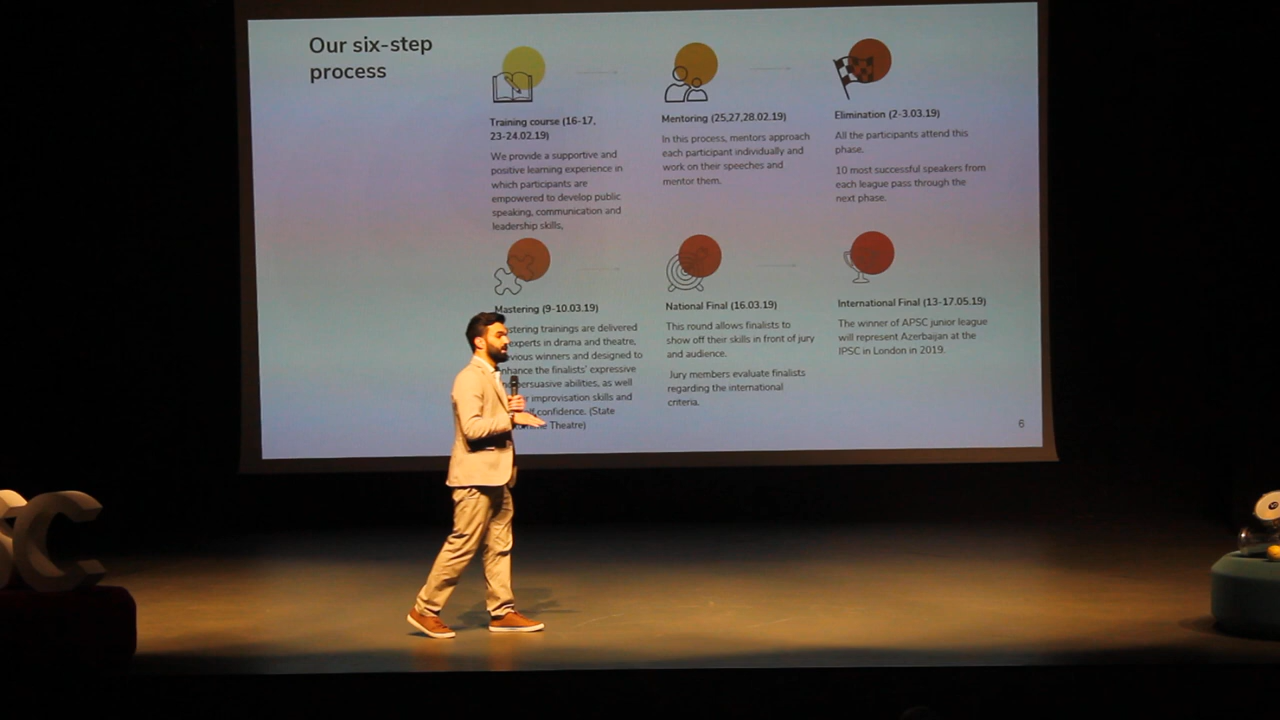 Our six-step
process
Training course (16-17,
23-24.02.19)
We provide a supportive and
positive learning experience in
which participants are
empowered to develop public
speaking, communication and
leadership skills,
Mentoring (25,27,28.02.19)
In this process, mentors approach
each participant individually and
work on their speeches and
mentor them.
Elimination (2-3.03.19)
All the participants attend this
phase.
10 most successful speakers from
each league pass through the
next phase.
Mastering (9-10.03.19)
trainings are delivered
experts in drama and theatre,
winners and designed to
the finalists' expressive
persuasive abilities, as well
improvisation skills and
confidence. (State
Theatre)
National Final (16.03.19)
This round allows finalists to
show off their skills in front of jury
and audience.
Jury members evaluate finalists
regarding the international
criteria.
International Final (13-17.05.19)
The winner of APSC junior league
will represent Azerbaijan at the
IPSC in London in 2019.
6
SC